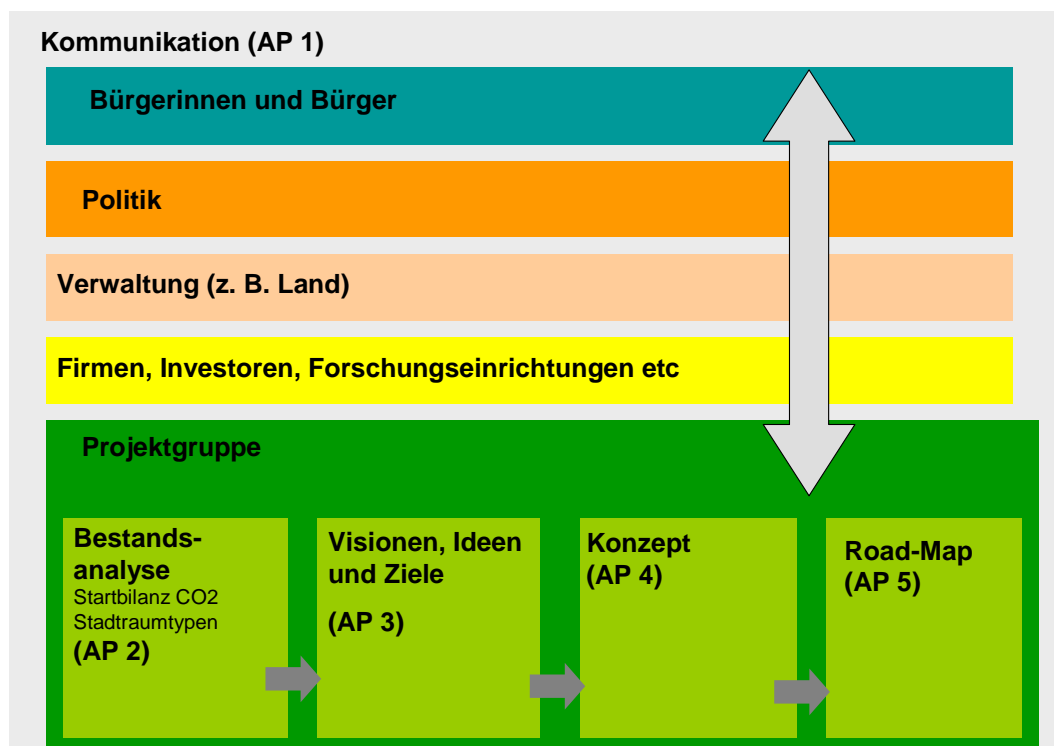 Kommunikation (AP 1)
Bürgerinnen und Bürger
Politik
Verwaltung (z. B. Land)
Firmen, Investoren, Forschungseinrichtungen etc
Projektgruppe
Bestands-
analyse
Startbilanz CO2
Stadtraumtypen
(AP 2)
Visionen, Ideen
und Ziele
(AP 3)
Konzept
(AP 4)
Road-Map
(AP 5)